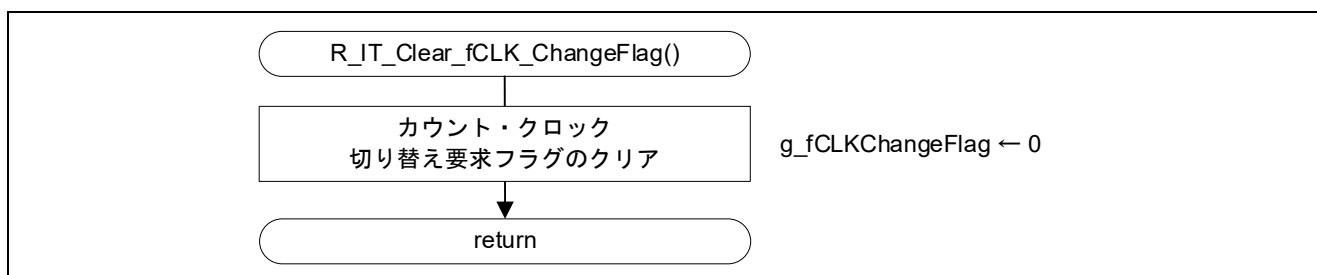 R_IT_Clear_fCLK_ChangeFlag()
カウント・クロック
切り替え要求フラグのクリア
g_fCLKChangeFlag ← 0
return